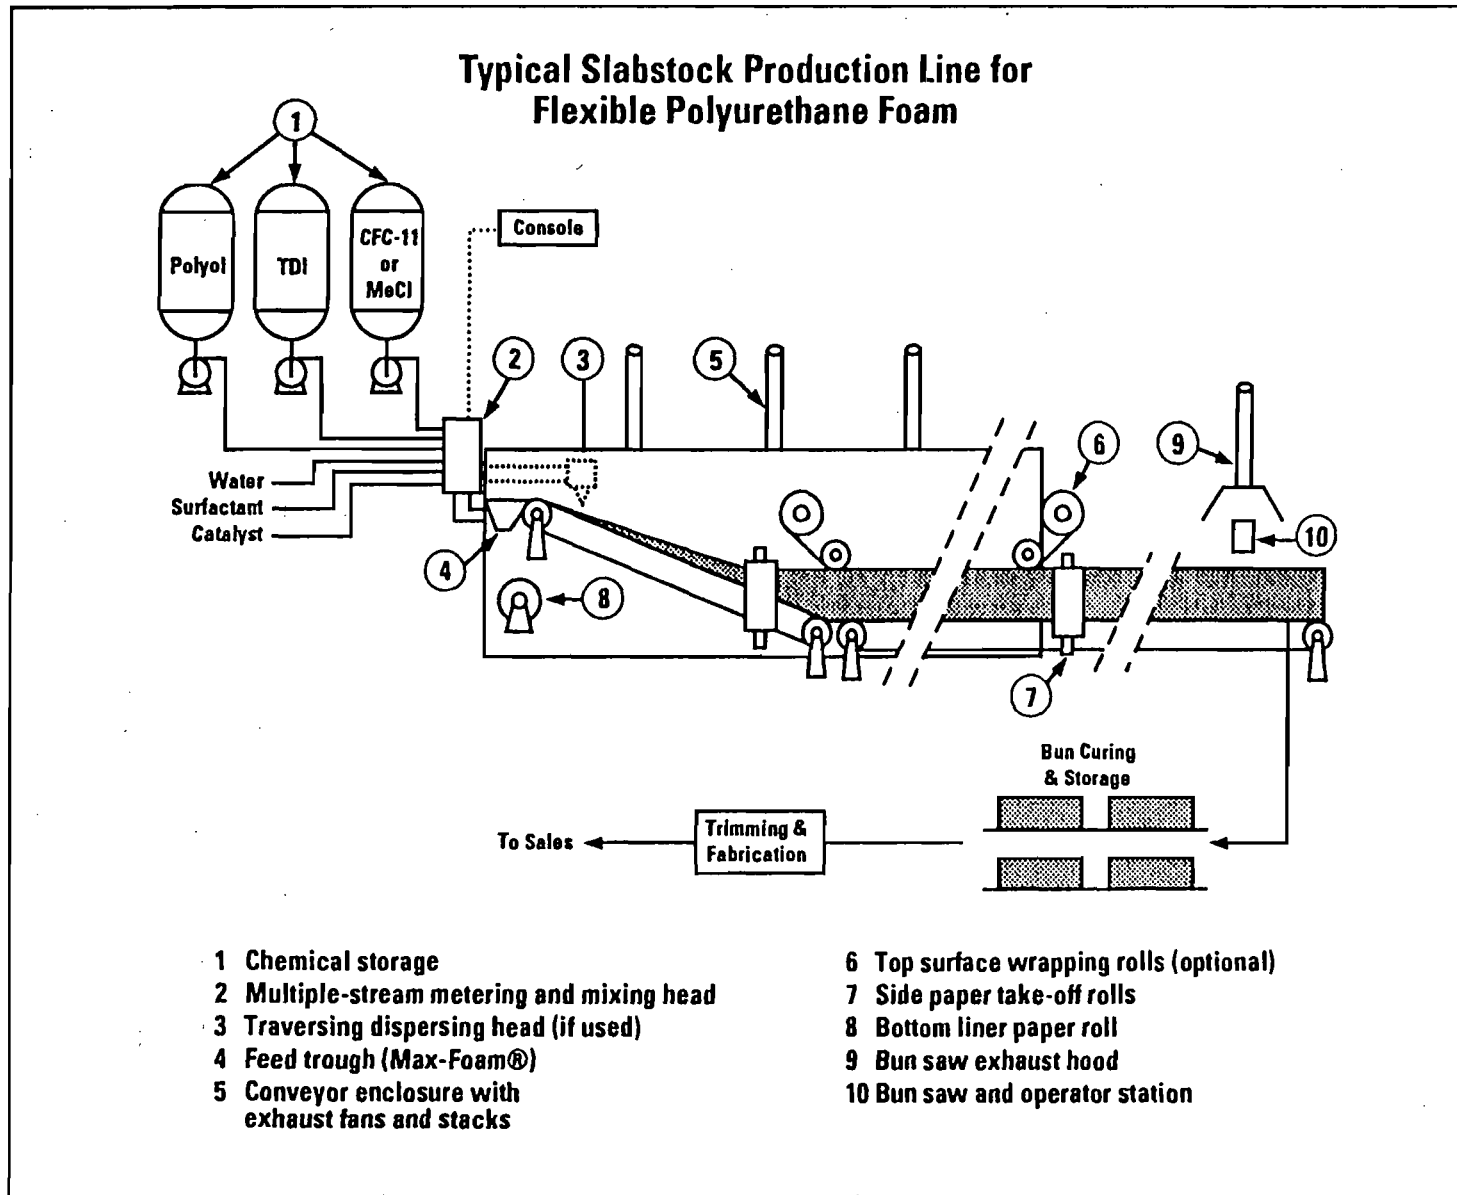 Typical Slabstock Production Line for
Flexible Polyurethane Foam
1
Polyol
TDI
CFC-11
or
MeCl
Console
2
3
5
6
9
Water
Surfactant
Catalyst
4
8
10
7
Bun Curing
& Storage
To Sales
Trimming &
Fabrication
1 Chemical storage
2 Multiple-stream metering and mixing head
3 Traversing dispersing head (if used)
4 Feed trough (Max-Foam®)
5 Conveyor enclosure with
exhaust fans and stacks
6 Top surface wrapping rolls (optional)
7 Side paper take-off rolls
8 Bottom liner paper roll
9 Bun saw exhaust hood
10 Bun saw and operator station